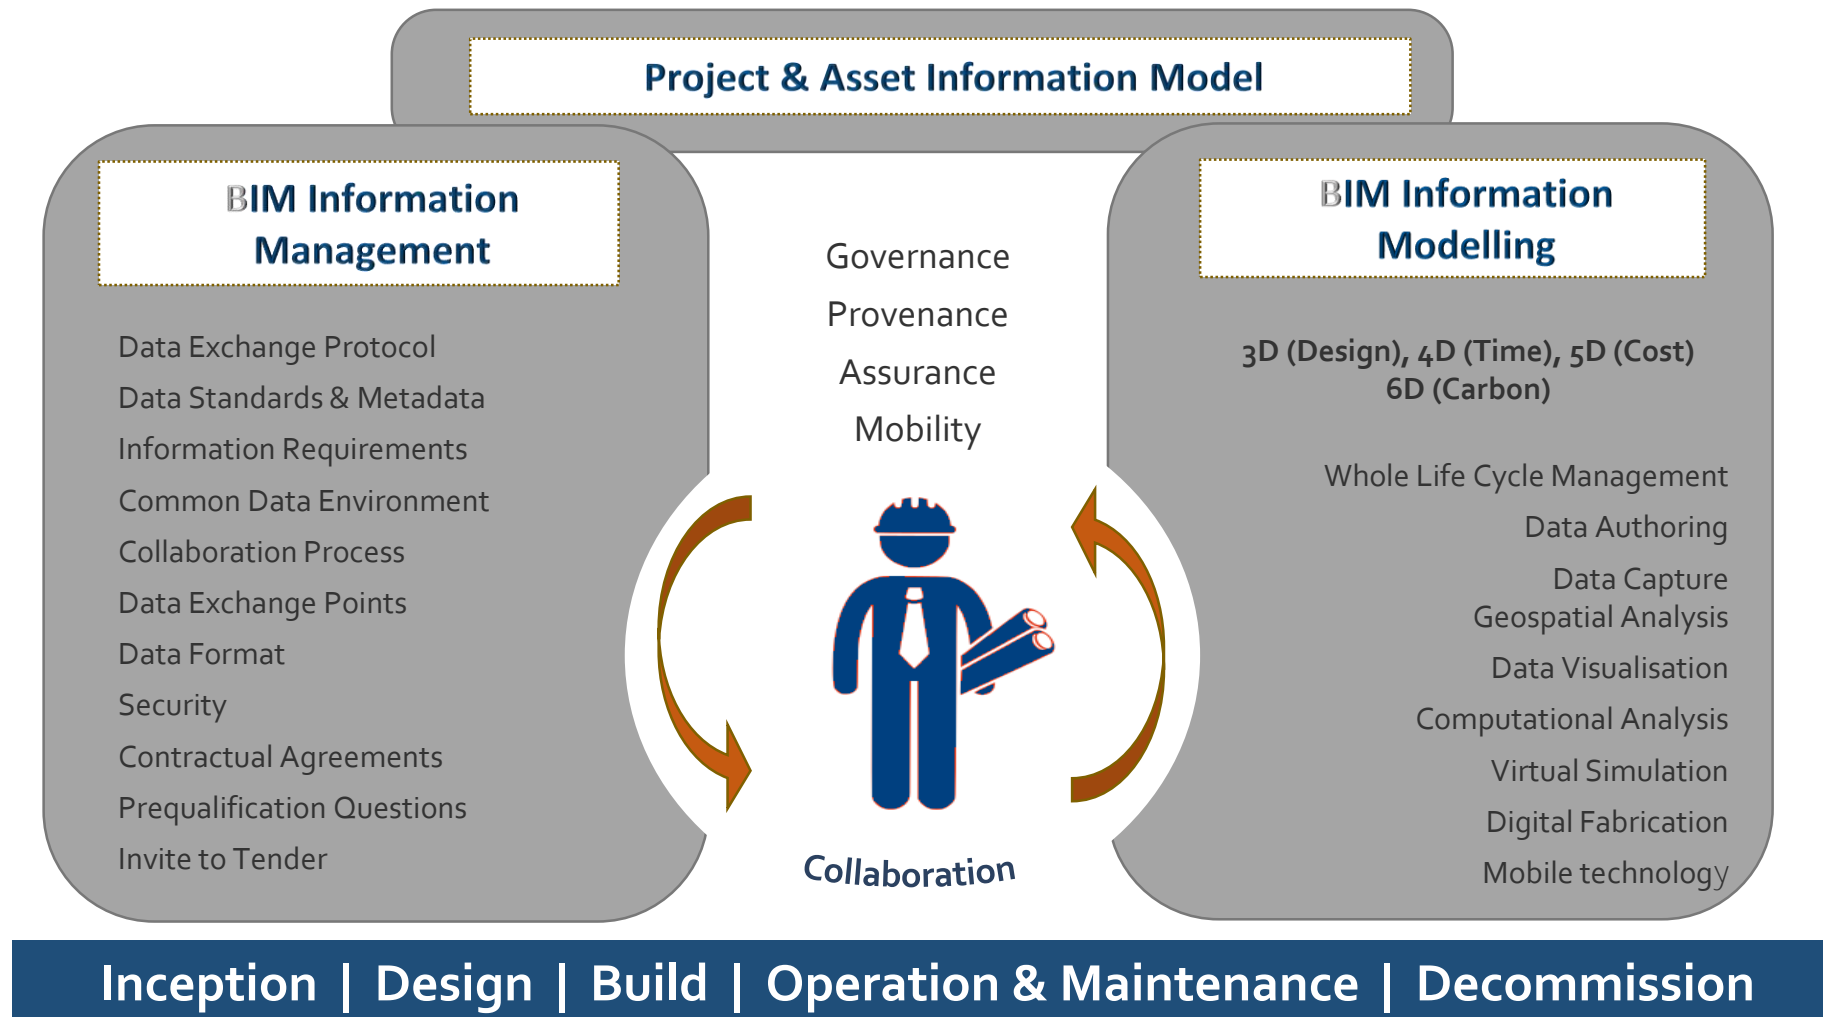 Project & Asset Information Model
BIM Information
Management
Data Exchange Protocol
Data Standards & Metadata
Information Requirements
Common Data Environment
Collaboration Process
Data Exchange Points
Data Format
Security
Contractual Agreements
Prequalification Questions
Invite to Tender
Governance
Provenance
Assurance
Mobility
Collaboration
BIM Information
Modelling
3D (Design), 4D (Time), 5D (Cost)
6D (Carbon)
Whole Life Cycle Management
Data Authoring
Data Capture
Geospatial Analysis
Data Visualisation
Computational Analysis
Virtual Simulation
Digital Fabrication
Mobile technology
Inception | Design | Build | Operation & Maintenance | Decommission